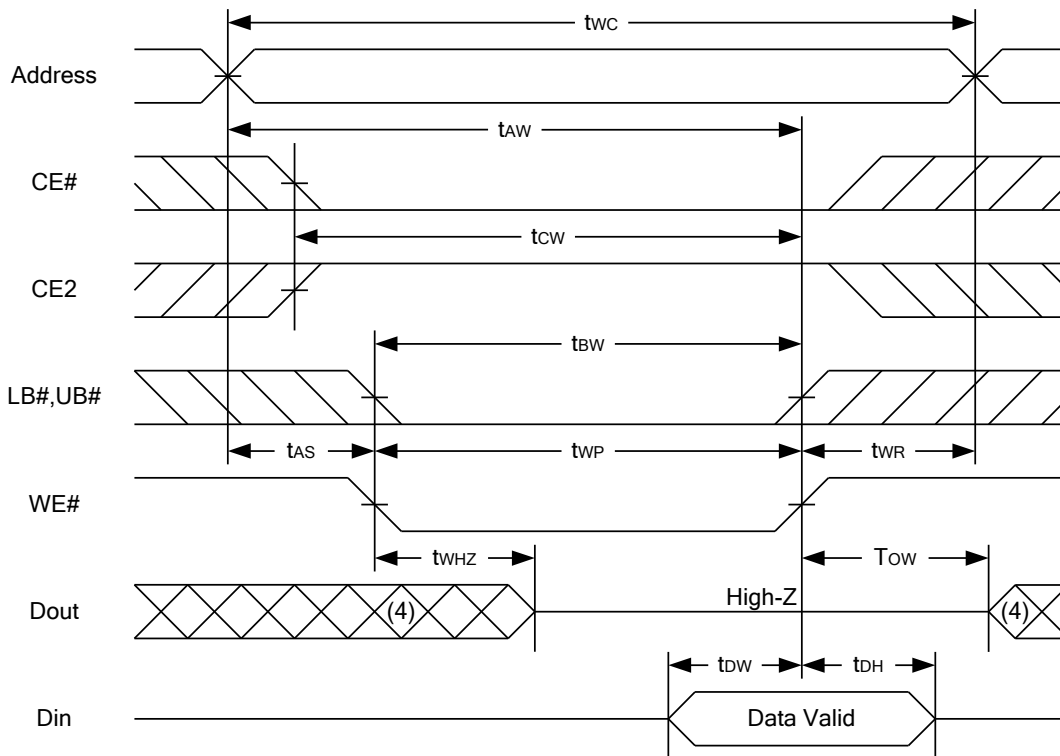 tWC
Address
tAW
CE#
tCW
CE2
tBW
LB#,UB#
tAS tWP tWR
WE#
tWHZ TOW
Dout (4) High-Z (4)
tDW tDH
Din Data Valid